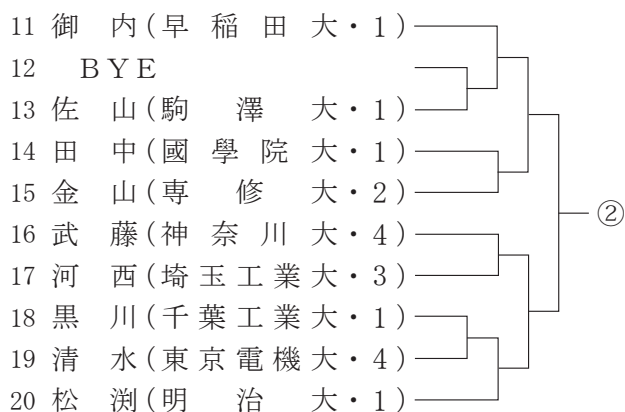 11 御 内(早 稲 田 大・1)
12 BYE
13 佐 山(駒 澤 大・1)
14 田 中(國 學 院 大・1)
15 金 山(専 修 大・2)
16 武 藤(神 奈 川 大・4)
17 河 西(埼 玉 工 業 大・3)
18 黒 川(千 葉 工 業 大・1)
19 清 水(東 京 電 機 大・4)
20 松 渕(明 治 大・1)
②